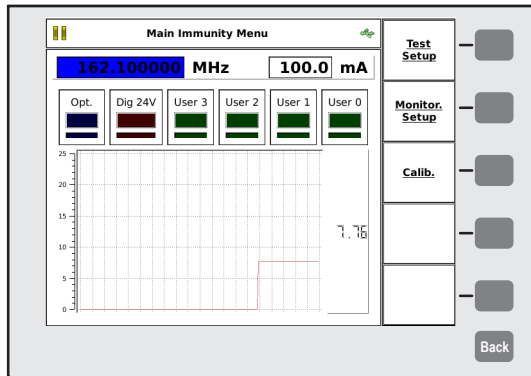 Main Immunity Menu
162.100000 MHz 100.0 mA
Opt. Dig 24V User 3 User 2 User 1 User 0
25
20
15
10
5
0
7.76
Test
Setup
Monitor.
Setup
Calib.
Back